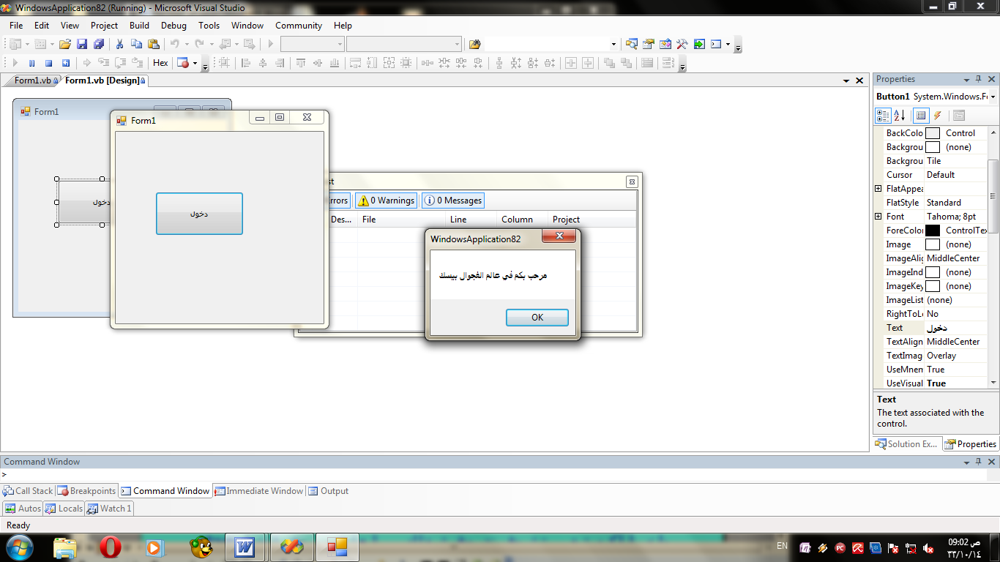 WindowsApplication82 (Running) - Microsoft Visual Studio
File Edit View Project Build Debug Tools Window Community Help
Hex
Form1.vb Form1.vb [Design]
Form1
دخول
Form1
دخول
st
rrors 0 Warnings 0 Messages
Des... File Line Column Project
WindowsApplication82
مرحب بكم في عالم الفجوال بيسك
OK
Properties
Button1 System.Windows.Fo
BackColo Control
Backgrou (none)
Backgrou Tile
Cursor Default
FlatAppea
FlatStyle Standard
Font Tahoma; 8pt
ForeColor ControlTex
Image (none)
ImageAlig MiddleCenter
ImageInd (none)
ImageKey (none)
ImageList (none)
RightToLe No
Text دخول
TextAlign MiddleCenter
TextImag Overlay
UseMnem True
UseVisual True
Text
The text associated with the
control.
Solution Ex... Properties
Command Window
>
Call Stack Breakpoints Command Window Immediate Window Output
Autos Locals Watch 1
Ready
EN
09:02 ص
٣٣/١٠/١٤